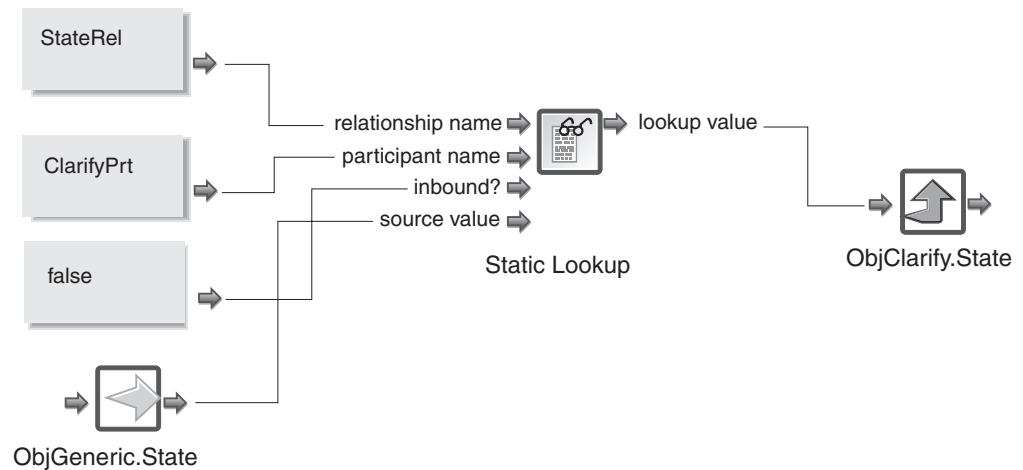 StateRel
relationship name
lookup value
ClarifyPrt
participant name
inbound?
source value
Static Lookup
ObjClarify.State
false
ObjGeneric.State